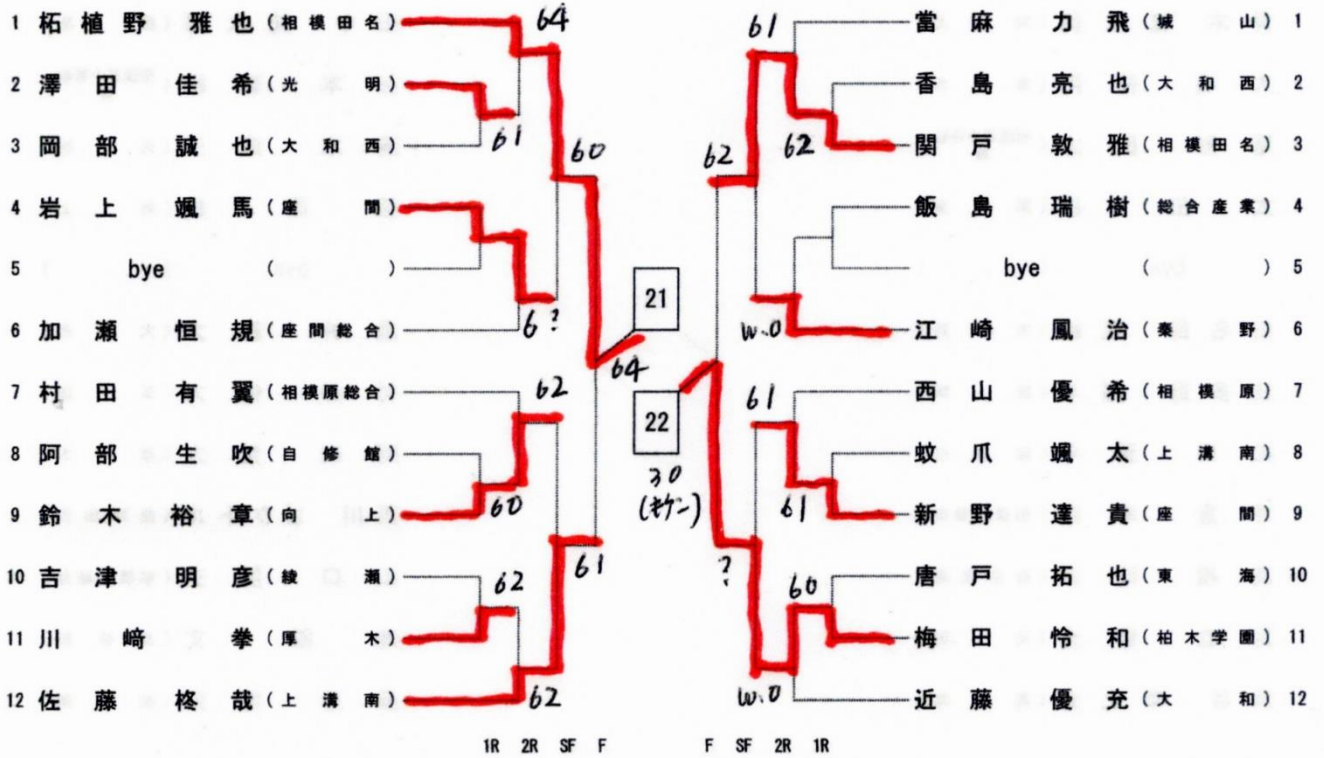 1 柘植野 雅也 (相模田名) 64
2 澤田 佳希 (光明)
61
3 岡部 誠也 (大和西) 60
4 岩上 颯馬 (座間)
5 bye ( )
21
6 加瀬 恒規 (座間総合) 6?
64
7 村田 有翼 (相模原総合) 62
22
8 阿部 生吹 (自修館)
60
30
9 鈴木 裕章 (向上)
(キケン)
61
10 吉津 明彦 (綾瀬) 62
11 川﨑 拳 (厚木)
12 佐藤 柊哉 (上溝南) 62
1R 2R SF F
61 當麻 力飛 (城山) 1
香島 亮也 (大和西) 2
62 62 関戸 敦雅 (相模田名) 3
飯島 瑞樹 (総合産業) 4
bye ( ) 5
W.O 江崎 鳳治 (秦野) 6
61 西山 優希 (相模原) 7
蚊爪 颯太 (上溝南) 8
61 新野 達貴 (座間) 9
? 60 唐戸 拓也 (東海) 10
梅田 怜和 (柏木学園) 11
W.O 近藤 優充 (大和) 12
F SF 2R 1R